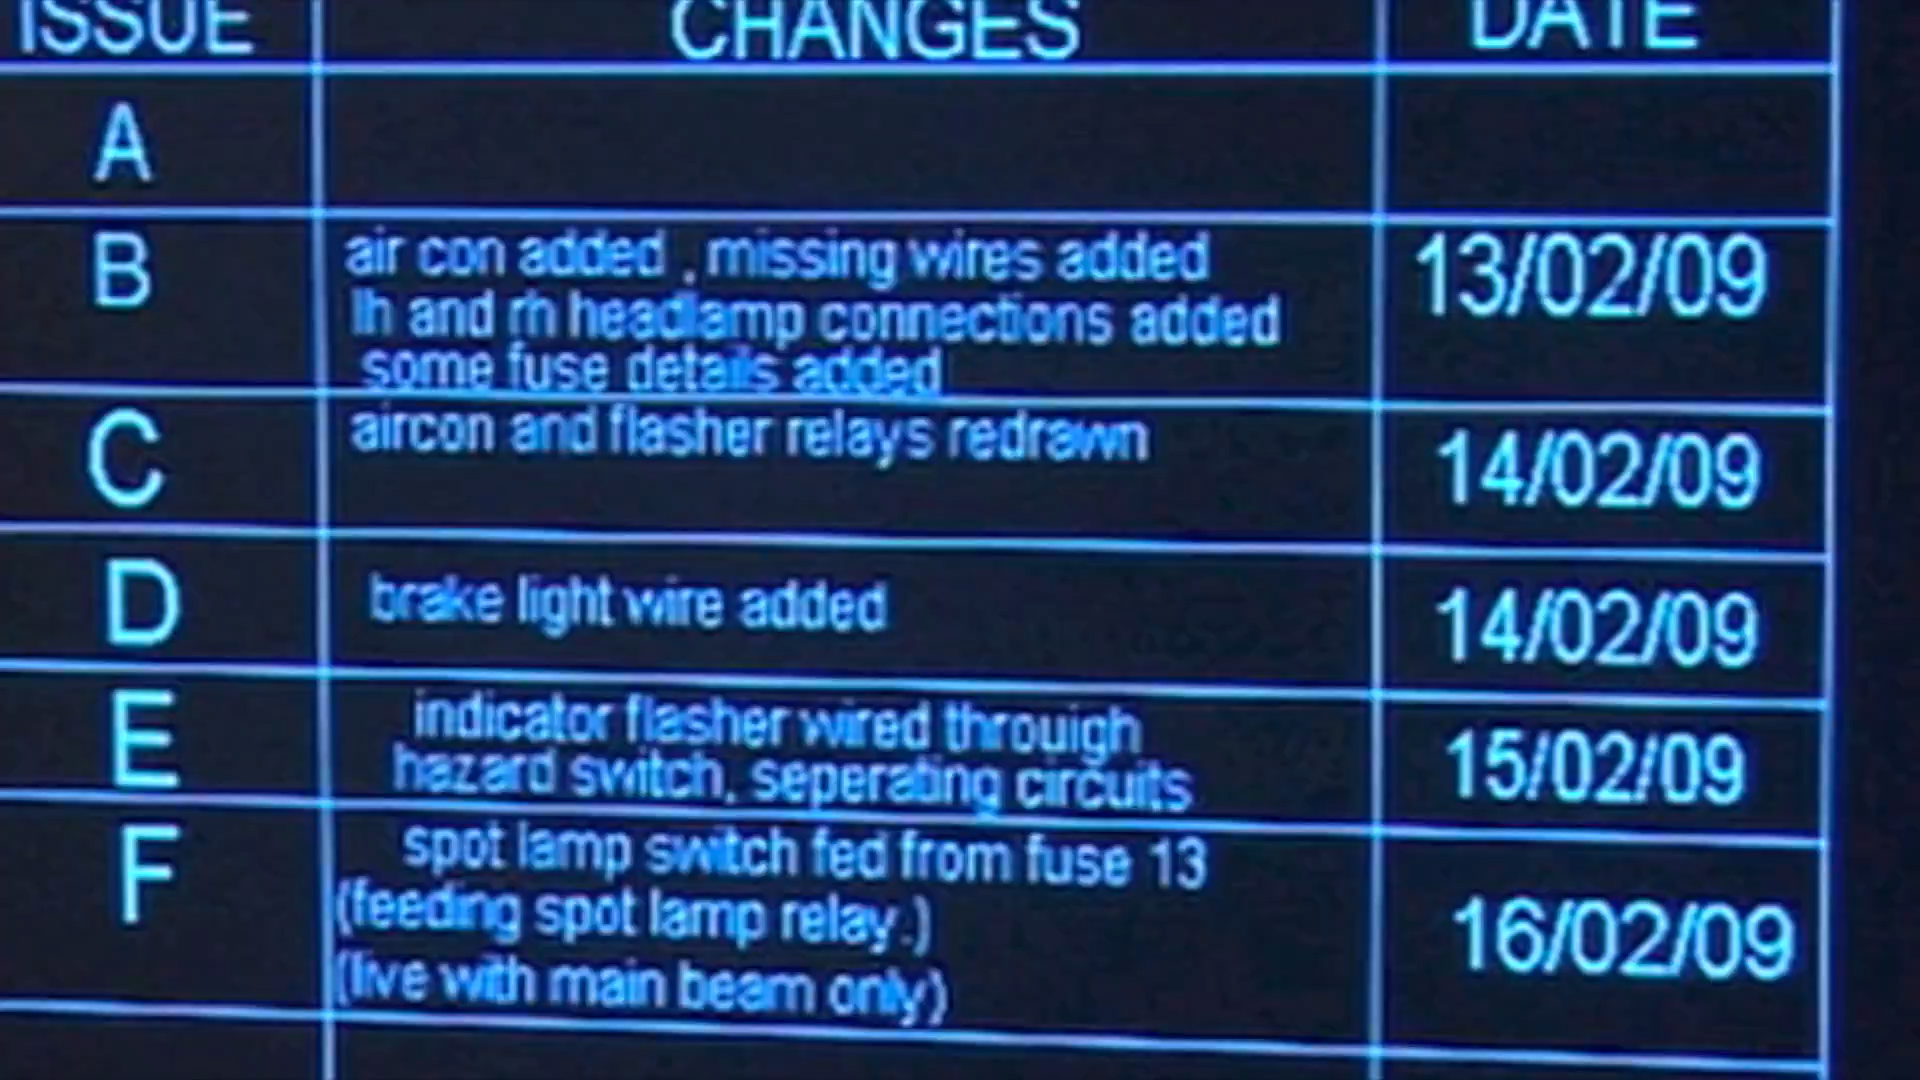 ISSUE CHANGES DATE
A
B air con added , missing wires added 13/02/09
lh and rh headlamp connections added
some fuse details added
C aircon and flasher relays redrawn 14/02/09
D brake light wire added 14/02/09
E indicator flasher wired throuigh 15/02/09
hazard switch, seperating circuits
F spot lamp switch fed from fuse 13 16/02/09
(feeding spot lamp relay.)
(live with main beam only)